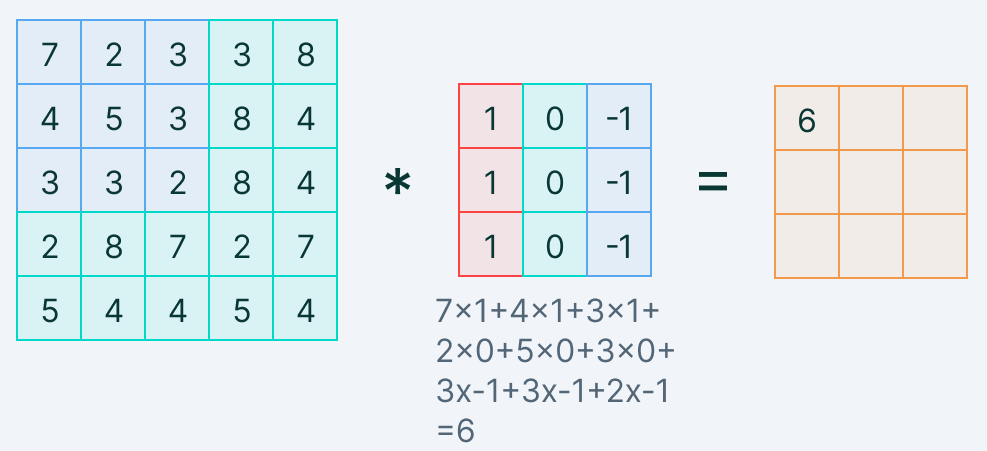 7 2 3 3 8
4 5 3 8 4
3 3 2 8 4
2 8 7 2 7
5 4 4 5 4
*
1 0 -1
1 0 -1
1 0 -1
=
6
7×1+4×1+3×1+
2×0+5×0+3×0+
3x-1+3x-1+2x-1
=6